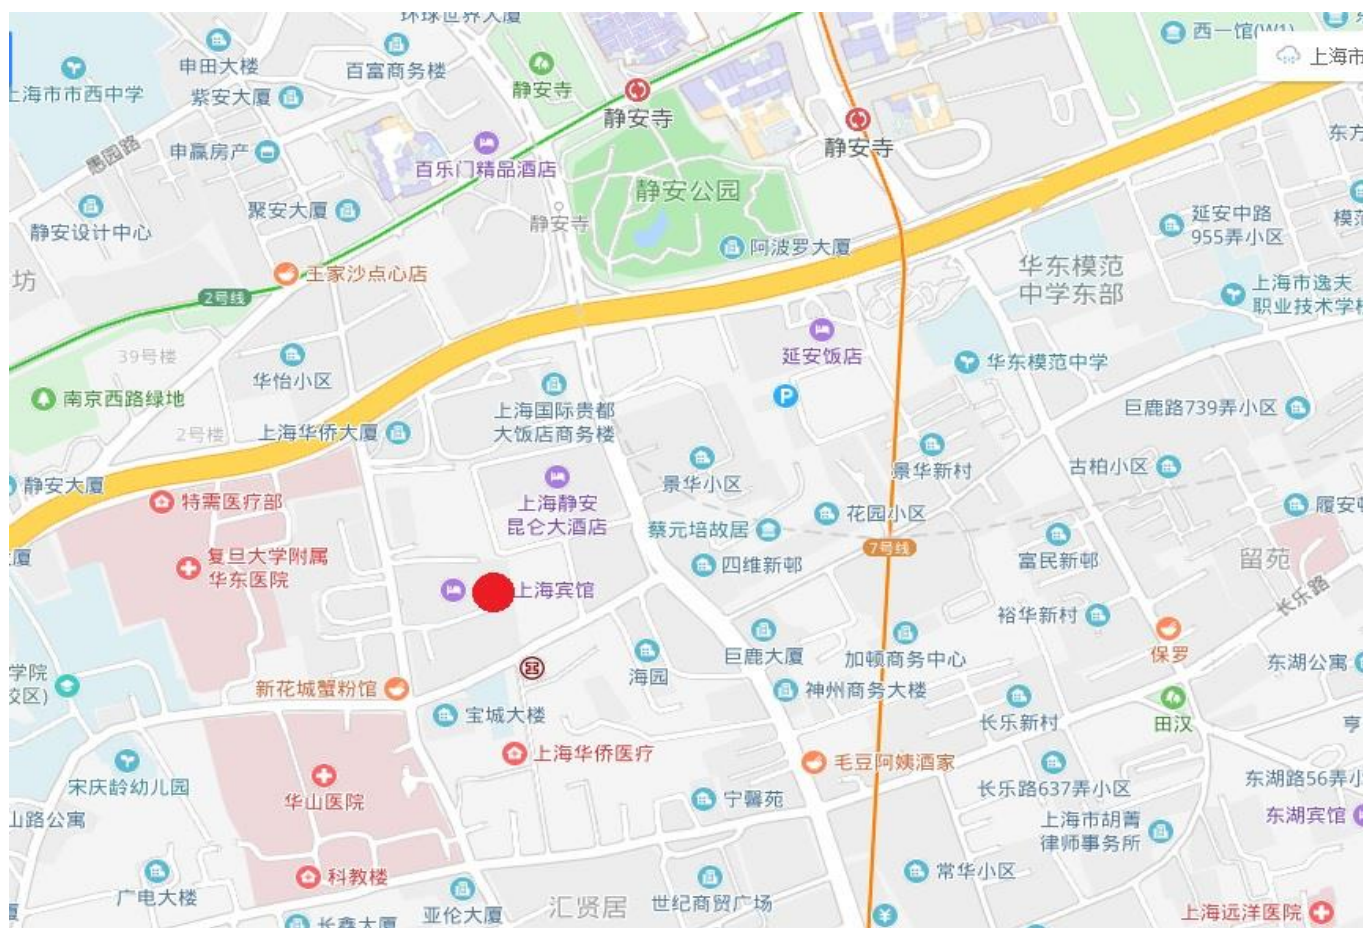 环球世界大厦
西一馆(W1)
申田大楼
百富商务楼
上海市
上海市市西中学
紫安大厦
静安寺
静安寺
静安寺
愚园路
申赢房产
百乐门精品酒店
静安公园
东方
聚安大厦
静安寺
延安中路
955弄小区
静安设计中心
阿波罗大厦
坊
王家沙点心店
华东模范
中学东部
上海市逸夫
职业技术学校
2号线
39号楼
延安饭店
华怡小区
华东模范中学
南京西路绿地
P
上海国际贵都
大饭店商务楼
巨鹿路739弄小区
2号楼
上海华侨大厦
景华小区
景华新村
古柏小区
静安大厦
特需医疗部
上海静安
昆仑大酒店
花园小区
履安
蔡元培故居
7号线
复旦大学附属
华东医院
四维新邨
富民新邨
留苑
厦
上海宾馆
长乐路
裕华新村
巨鹿大厦
加顿商务中心
保罗
东湖公寓
学院
校区)
海园
新花城蟹粉馆
神州商务大楼
宝城大楼
长乐新村
田汉
亨
上海华侨医疗
毛豆阿姨酒家
宋庆龄幼儿园
华山医院
宁馨苑
长乐路637弄小区
东湖路56弄小
山路公寓
上海市胡菁
律师事务所
东湖宾馆
科教楼
常华小区
广电大楼
亚伦大厦
汇贤居
世纪商贸广场
长鑫大厦
¥
上海远洋医院